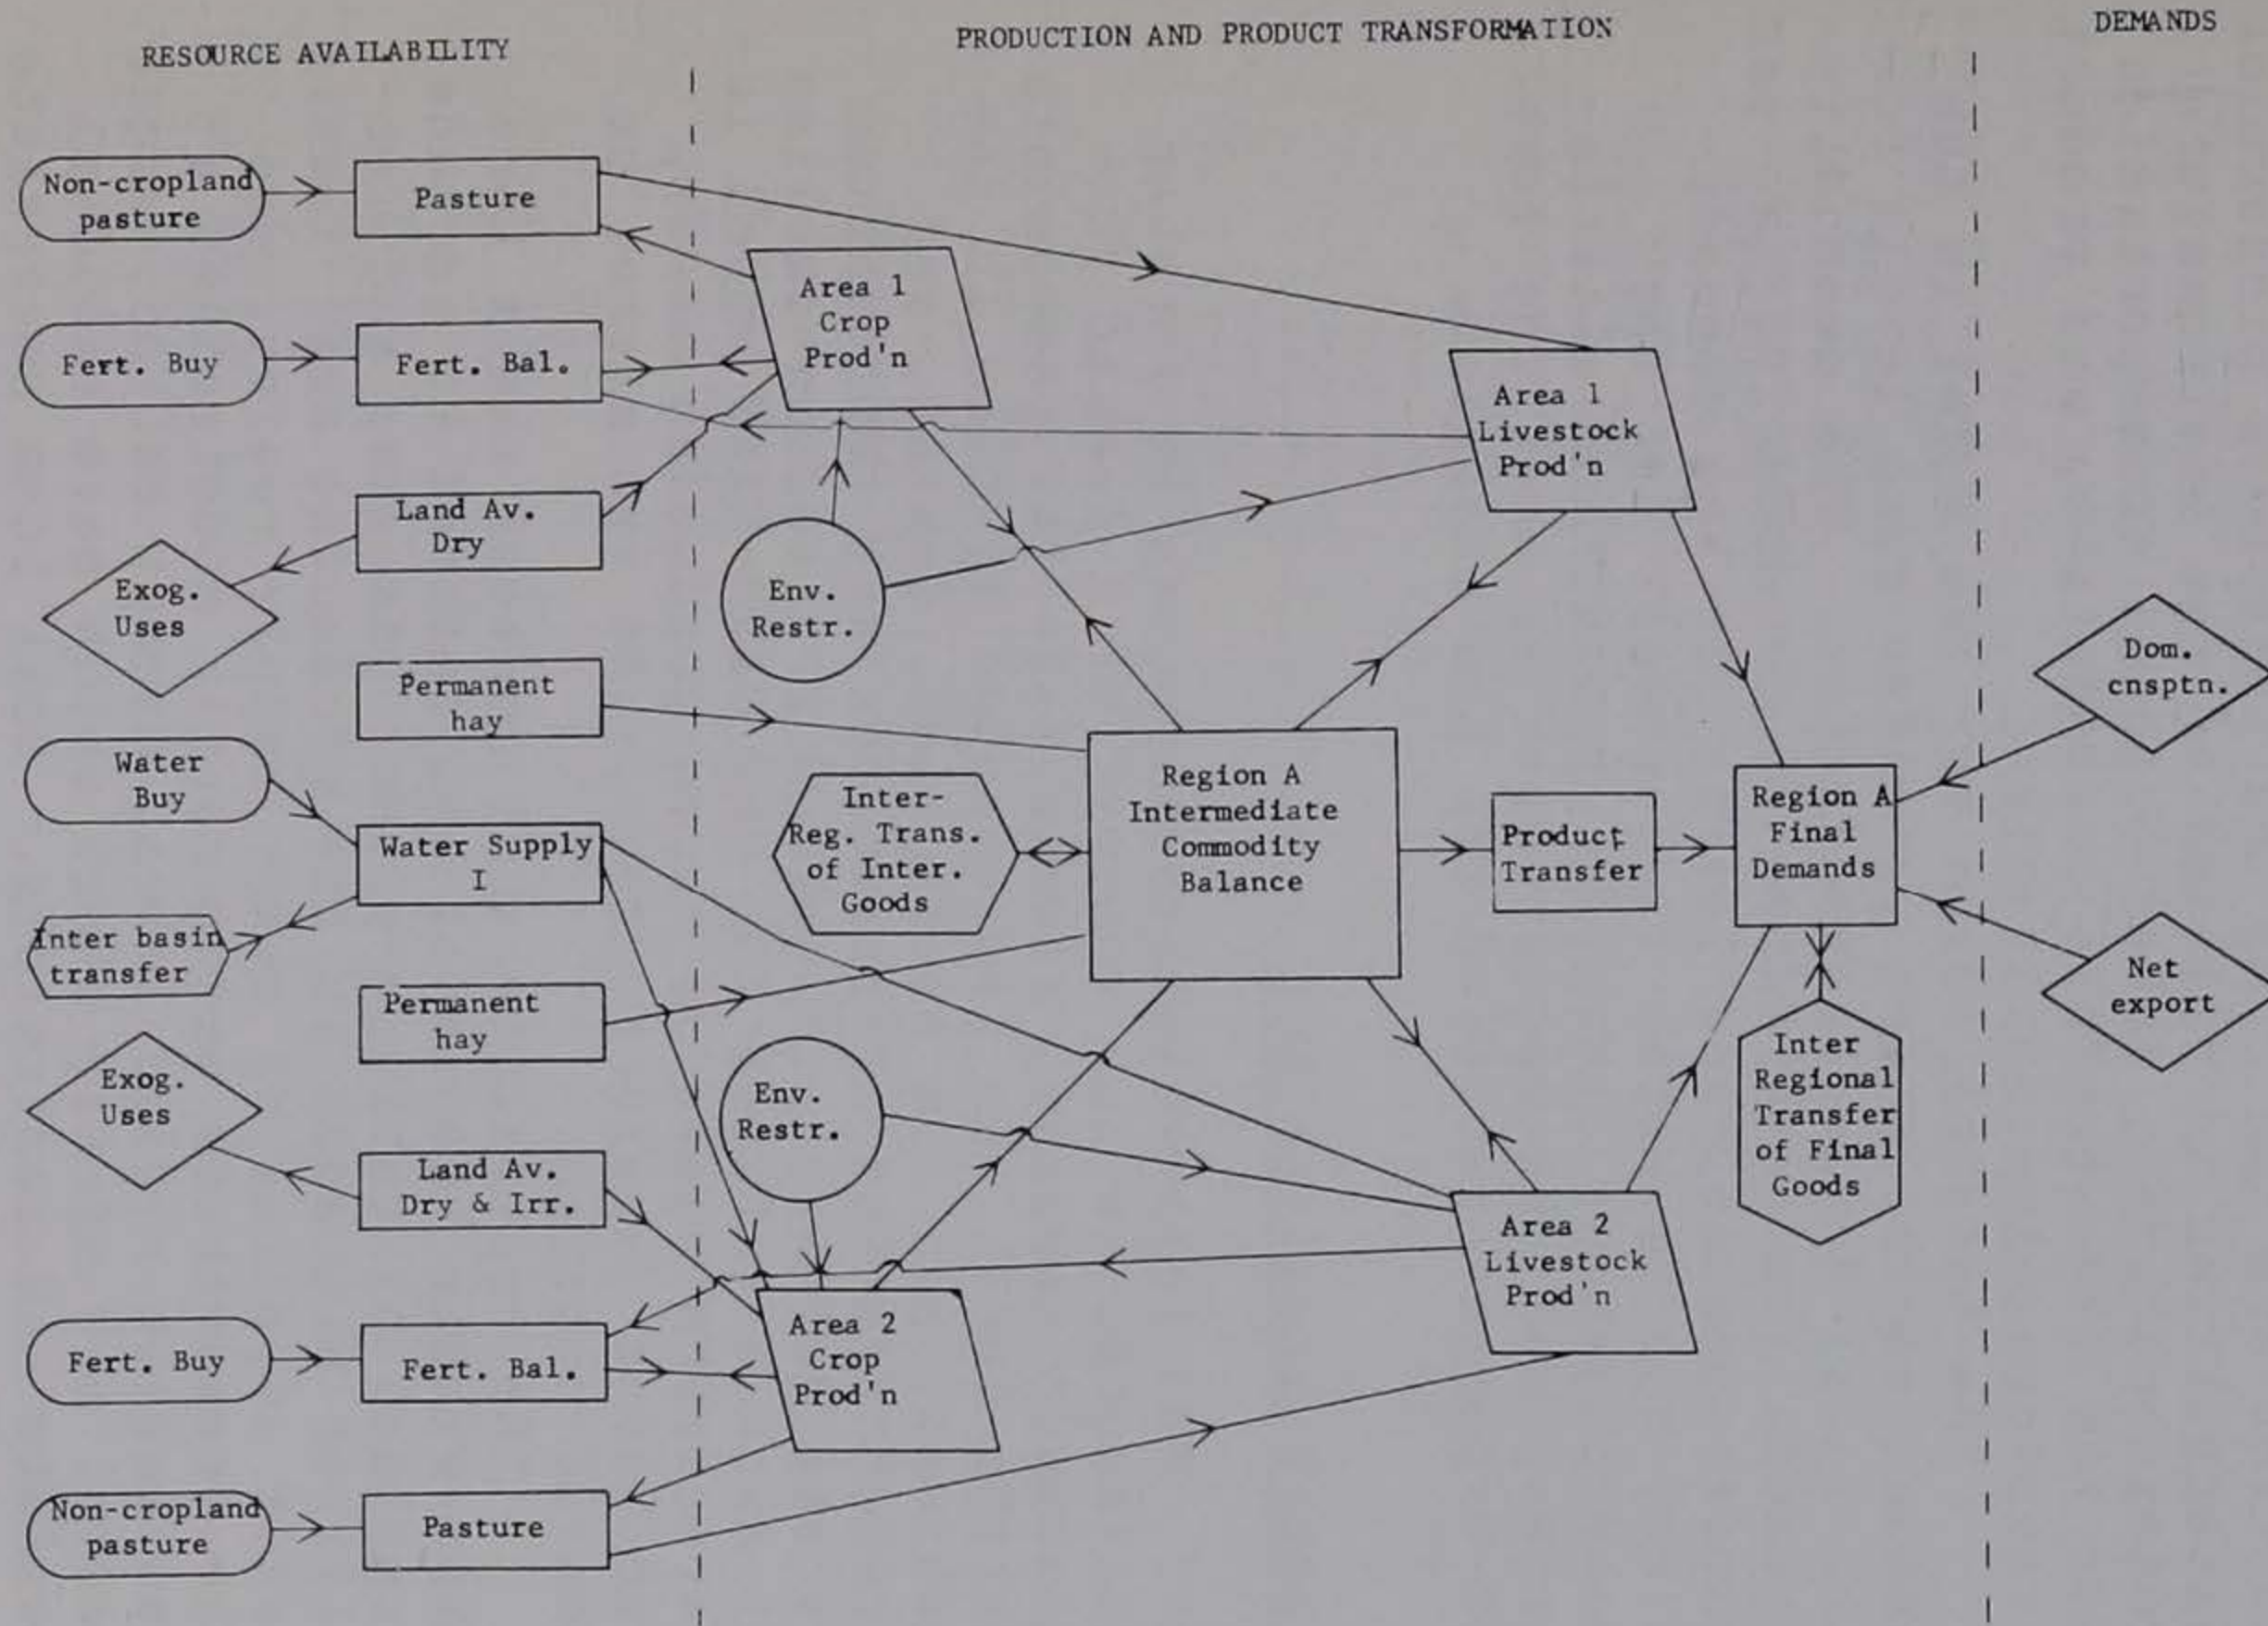 RESOURCE AVAILABILITY
PRODUCTION AND PRODUCT TRANSFORMATION
DEMANDS
Non-cropland
pasture
Pasture
Area 1
Crop
Prod'n
Fert. Buy
Fert. Bal.
Area 1
Livestock
Prod'n
Land Av.
Dry
Exog.
Uses
Env.
Restr.
Permanent
hay
Dom.
cnsptn.
Water
Buy
Water Supply
I
Inter-
Reg. Trans.
of Inter.
Goods
Region A
Intermediate
Commodity
Balance
Product
Transfer
Region A
Final
Demands
Inter basin
transfer
Permanent
hay
Net
export
Exog.
Uses
Env.
Restr.
Inter
Regional
Transfer
of Final
Goods
Land Av.
Dry & Irr.
Area 2
Livestock
Prod'n
Fert. Buy
Fert. Bal.
Area 2
Crop
Prod'n
Non-cropland
pasture
Pasture